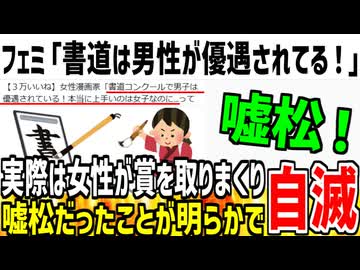 フェミ「書道は男性が優遇されてる！」
【３万いいね】女性漫画家「書道コンクールで男子は
優遇されている！本当に上手いのは女子なのに…って
書
嘘松！
実際は女性が賞を取りまくり
嘘松だったことが明らかで
自滅